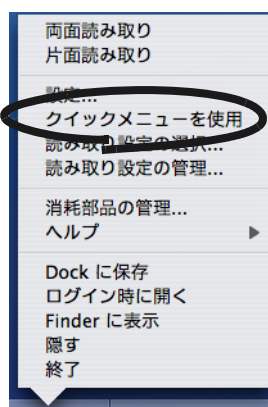 両面読み取り
片面読み取り
設定...
クイックメニューを使用
読み取り設定の選択...
読み取り設定の管理...
消耗部品の管理...
ヘルプ
Dock に保存
ログイン時に開く
Finder に表示
隠す
終了